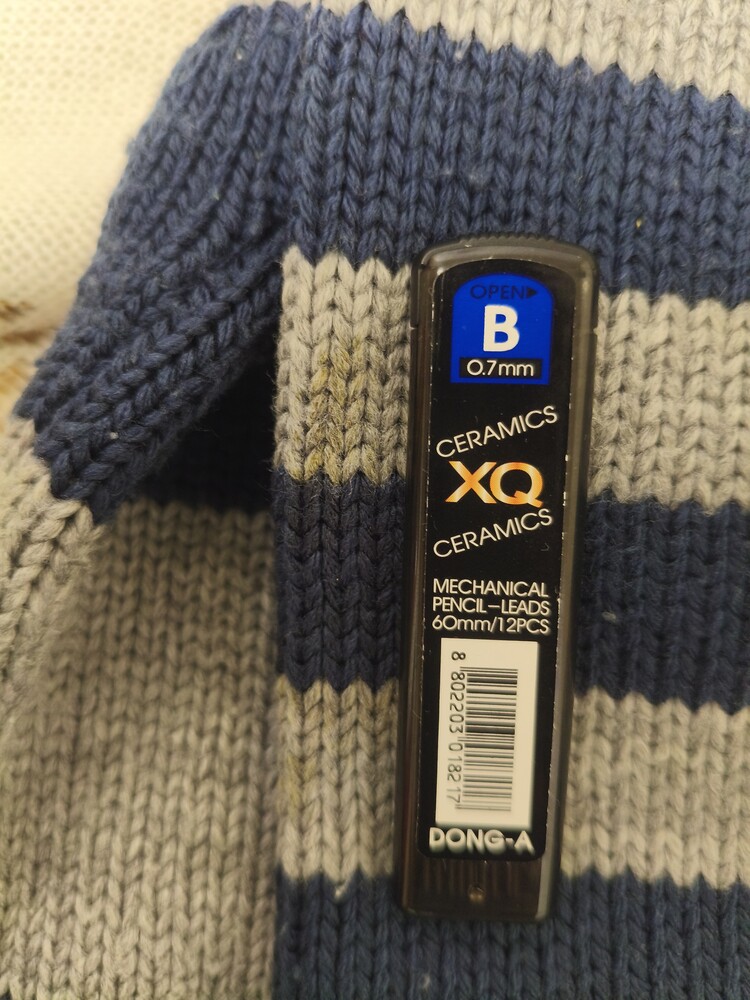 OPEN▶
B
0.7mm
CERAMICS
XQ
CERAMICS
MECHANICAL
PENCIL-LEADS
60mm/12PCS
8 802203 018217
DONG-A